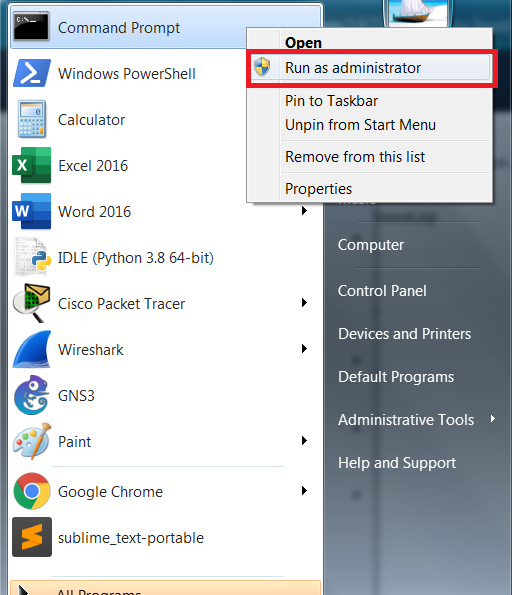 Command Prompt
Windows PowerShell
Calculator
Excel 2016
Word 2016
IDLE (Python 3.8 64-bit)
Cisco Packet Tracer
Wireshark
GNS3
Paint
Google Chrome
sublime_text-portable
All Programs
Open
Run as administrator
Pin to Taskbar
Unpin from Start Menu
Remove from this list
Properties
Computer
Control Panel
Devices and Printers
Default Programs
Administrative Tools
Help and Support